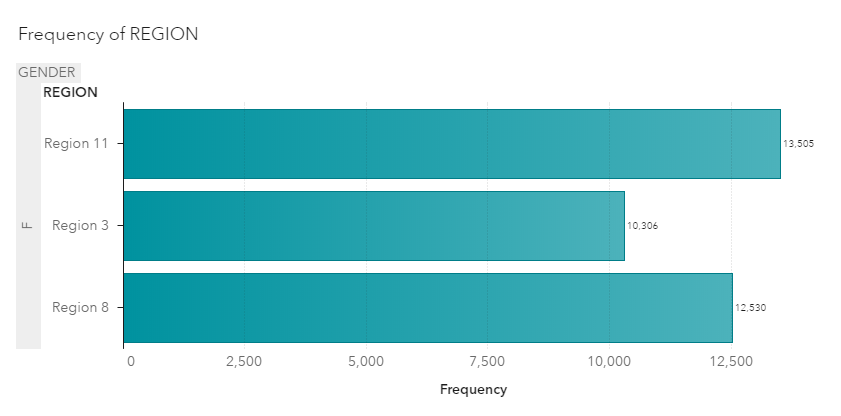 Frequency of REGION
GENDER
REGION
Region 11
13,505
F
Region 3
10,306
Region 8
12,530
0 2,500 5,000 7,500 10,000 12,500
Frequency